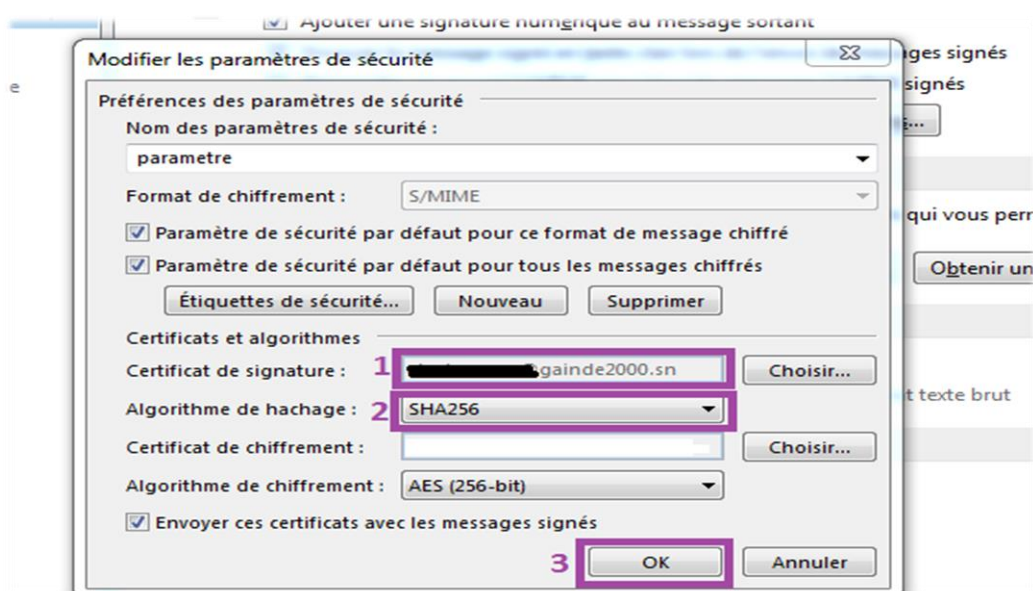 Ajouter une signature numérique au message sortant
Modifier les paramètres de sécurité
ages signés
e
signés
Préférences des paramètres de sécurité
Nom des paramètres de sécurité :
s...
parametre
Format de chiffrement :
S/MIME
qui vous perr
Paramètre de sécurité par défaut pour ce format de message chiffré
Paramètre de sécurité par défaut pour tous les messages chiffrés
Obtenir un
Étiquettes de sécurité...
Nouveau
Supprimer
Certificats et algorithmes
Certificat de signature :
1
@gainde2000.sn
Choisir...
t texte brut
Algorithme de hachage :
2
SHA256
Certificat de chiffrement :
Choisir...
Algorithme de chiffrement :
AES (256-bit)
Envoyer ces certificats avec les messages signés
3
OK
Annuler